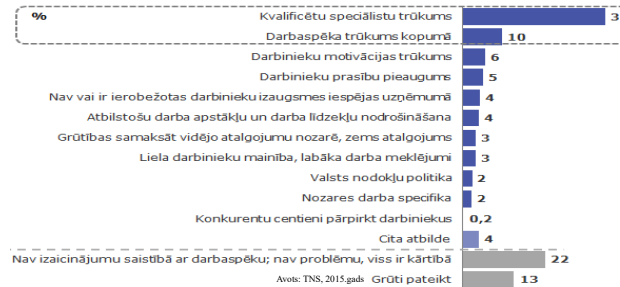 %
Kvalificētu speciālistu trūkums 3
Darbaspēka trūkums kopumā 10
Darbinieku motivācijas trūkums 6
Darbinieku prasību pieaugums 5
Nav vai ir ierobežotas darbinieku izaugsmes iespējas uzņēmumā 4
Atbilstošu darba apstākļu un darba līdzekļu nodrošināšana 4
Grūtības samaksāt vidējo atalgojumu nozarē, zems atalgojums 3
Liela darbinieku mainība, labāka darba meklējumi 3
Valsts nodokļu politika 2
Nozares darba specifika 2
Konkurentu centieni pārpirkt darbiniekus 0,2
Cita atbilde 4
Nav izaicinājumu saistībā ar darbaspēku; nav problēmu, viss ir kārtībā 22
Avots: TNS, 2015.gads Grūti pateikt 13